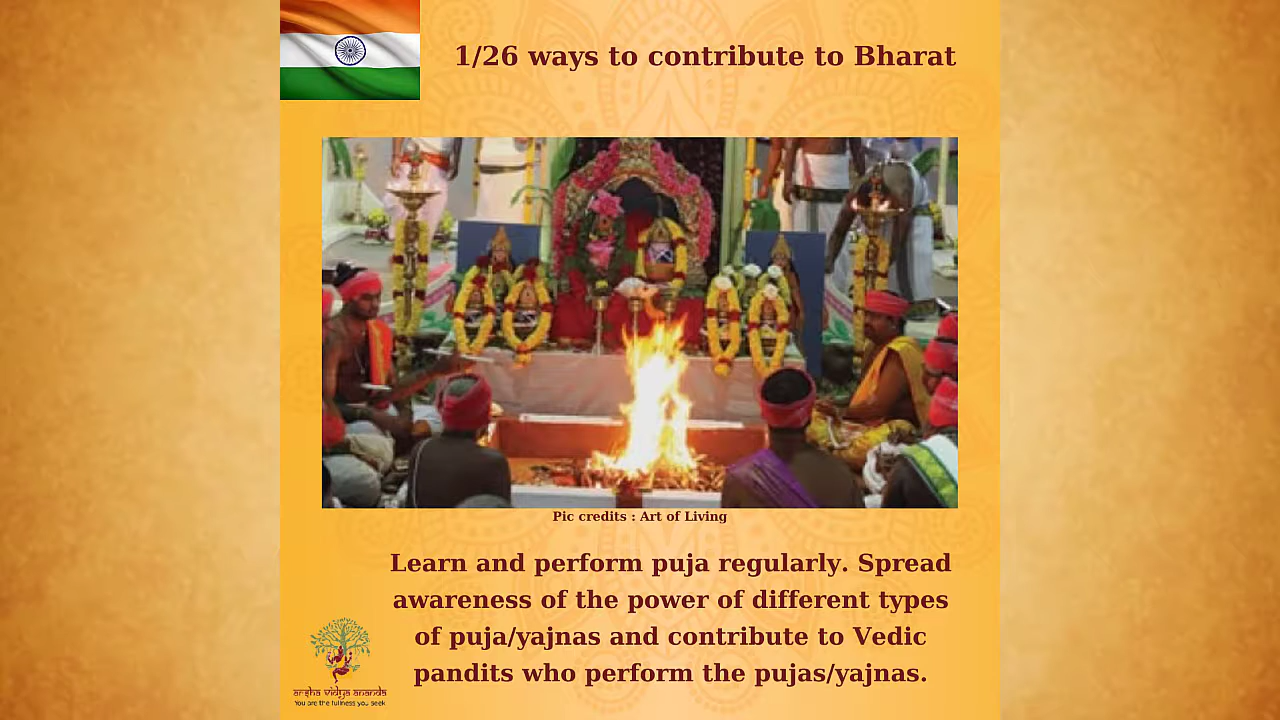 1/26 ways to contribute to Bharat
Pic credits : Art of Living
Learn and perform puja regularly. Spread
awareness of the power of different types
of puja/yajnas and contribute to Vedic
pandits who perform the pujas/yajnas.
arsha vidya ananda
You are the fullness you seek